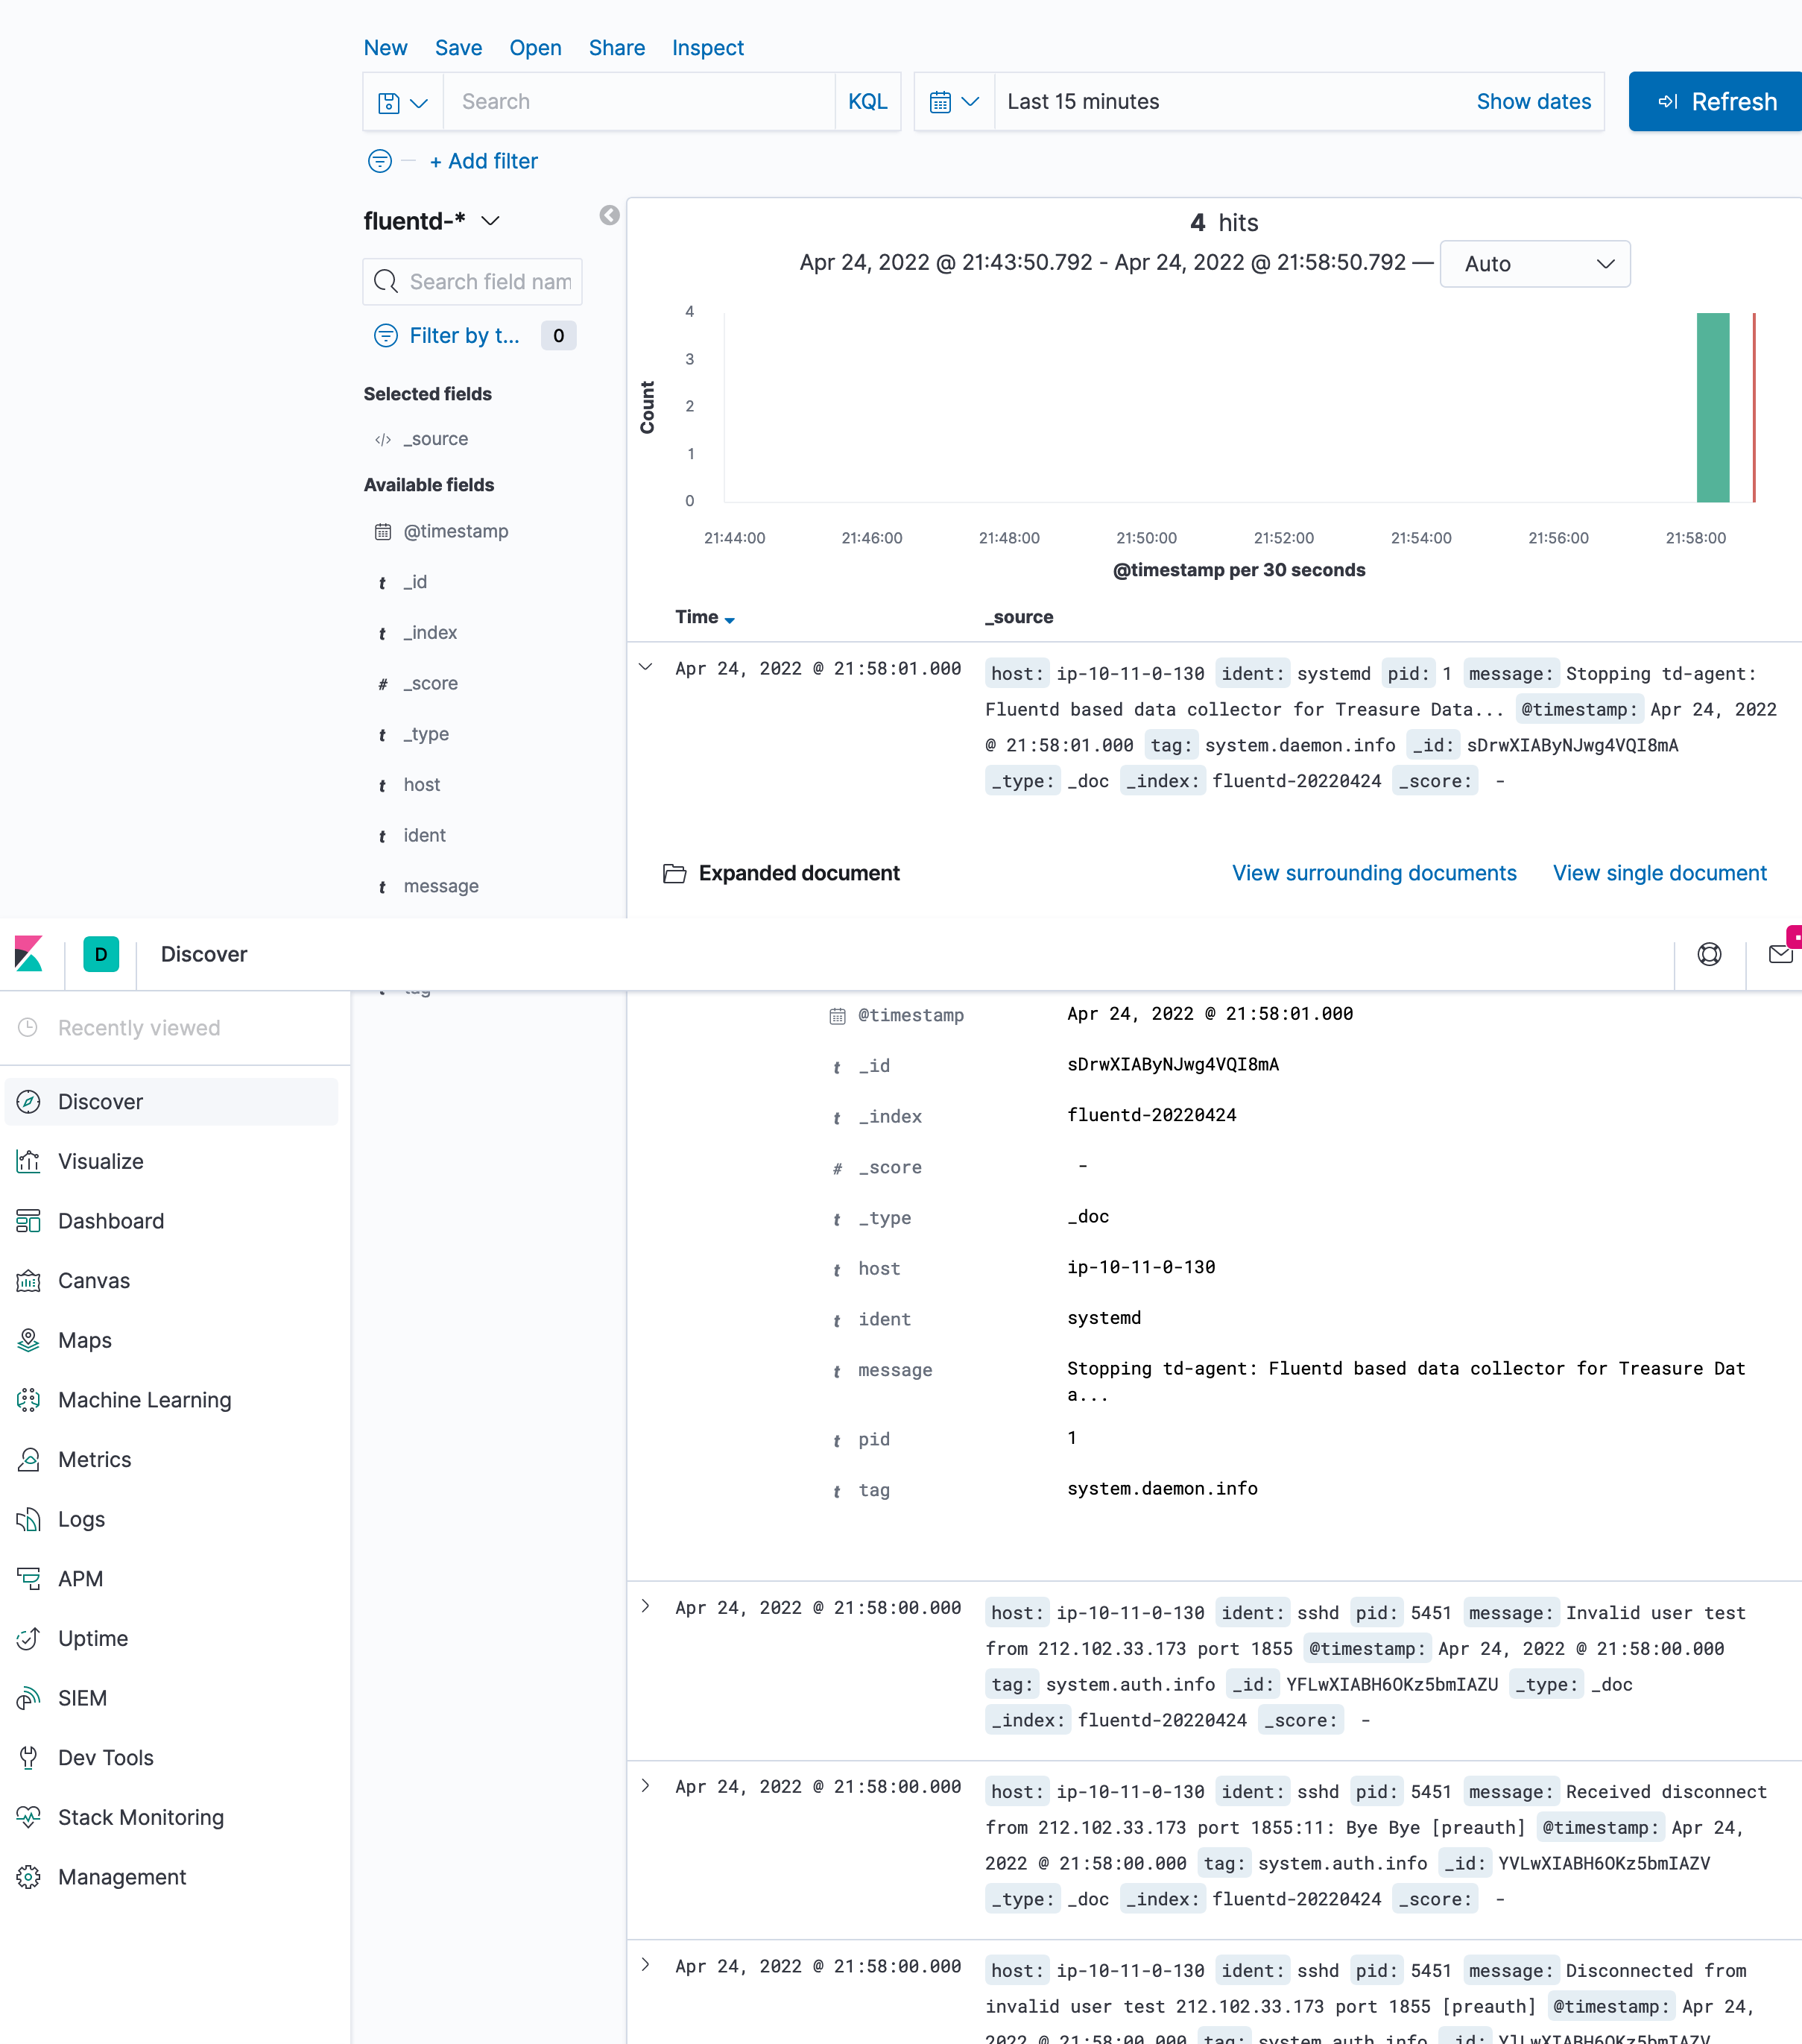 New Save Open Share Inspect
Search KQL Last 15 minutes Show dates Refresh
+ Add filter
fluentd-*
Search field nam
Filter by t... 0
Selected fields
</> _source
Available fields
@timestamp
t _id
t _index
# _score
t _type
t host
t ident
t message
4 hits
Apr 24, 2022 @ 21:43:50.792 - Apr 24, 2022 @ 21:58:50.792 — Auto
4
3
2
1
0
Count
21:44:00 21:46:00 21:48:00 21:50:00 21:52:00 21:54:00 21:56:00 21:58:00
@timestamp per 30 seconds
Time _source
Apr 24, 2022 @ 21:58:01.000 host: ip-10-11-0-130 ident: systemd pid: 1 message: Stopping td-agent:
Fluentd based data collector for Treasure Data... @timestamp: Apr 24, 2022
@ 21:58:01.000 tag: system.daemon.info _id: sDrwXIAByNJwg4VQI8mA
_type: _doc _index: fluentd-20220424 _score: -
Expanded document View surrounding documents View single document
D Discover
tag
Recently viewed
Discover
Visualize
Dashboard
Canvas
Maps
Machine Learning
Metrics
Logs
APM
Uptime
SIEM
Dev Tools
Stack Monitoring
Management
@timestamp Apr 24, 2022 @ 21:58:01.000
t _id sDrwXIAByNJwg4VQI8mA
t _index fluentd-20220424
# _score -
t _type _doc
t host ip-10-11-0-130
t ident systemd
t message Stopping td-agent: Fluentd based data collector for Treasure Dat
a...
t pid 1
t tag system.daemon.info
Apr 24, 2022 @ 21:58:00.000 host: ip-10-11-0-130 ident: sshd pid: 5451 message: Invalid user test
from 212.102.33.173 port 1855 @timestamp: Apr 24, 2022 @ 21:58:00.000
tag: system.auth.info _id: YFLwXIABH6OKz5bmIAZU _type: _doc
_index: fluentd-20220424 _score: -
Apr 24, 2022 @ 21:58:00.000 host: ip-10-11-0-130 ident: sshd pid: 5451 message: Received disconnect
from 212.102.33.173 port 1855:11: Bye Bye [preauth] @timestamp: Apr 24,
2022 @ 21:58:00.000 tag: system.auth.info _id: YVLwXIABH6OKz5bmIAZV
_type: _doc _index: fluentd-20220424 _score: -
Apr 24, 2022 @ 21:58:00.000 host: ip-10-11-0-130 ident: sshd pid: 5451 message: Disconnected from
invalid user test 212.102.33.173 port 1855 [preauth] @timestamp: Apr 24,
2022 @ 21:58:00.000 tag: system.auth.info _id: